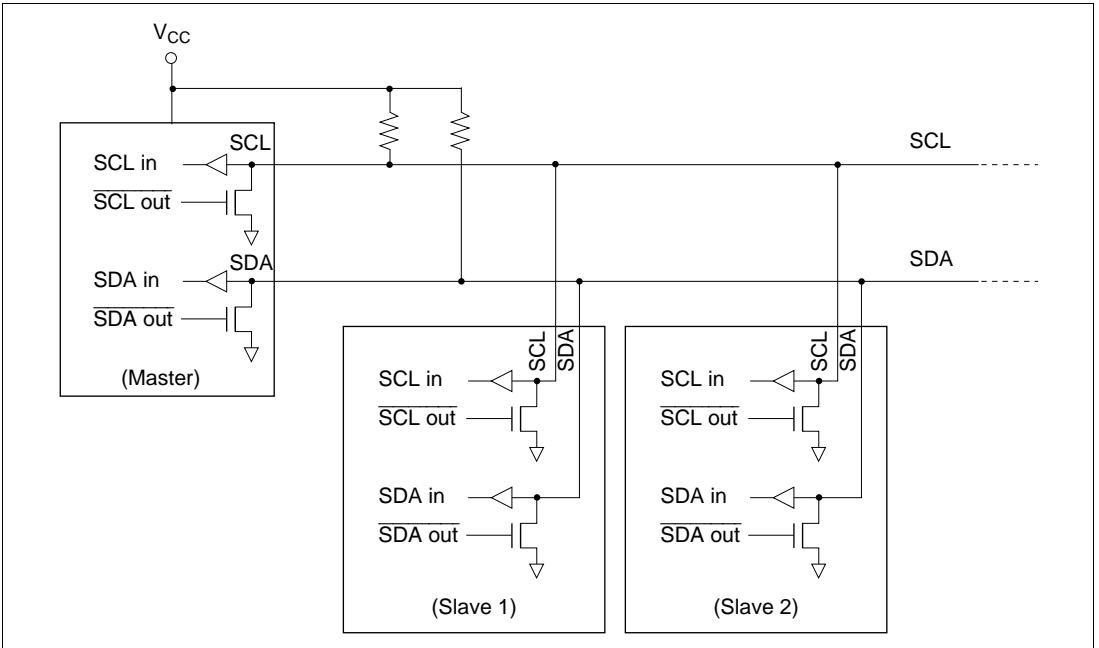 VCC
SCL
SCL in
SCL out
SDA
SDA in
SDA out
(Master)
SCL
SDA
SCL
SDA
SCL in
SCL out
SDA in
SDA out
(Slave 1)
SCL
SDA
SCL in
SCL out
SDA in
SDA out
(Slave 2)